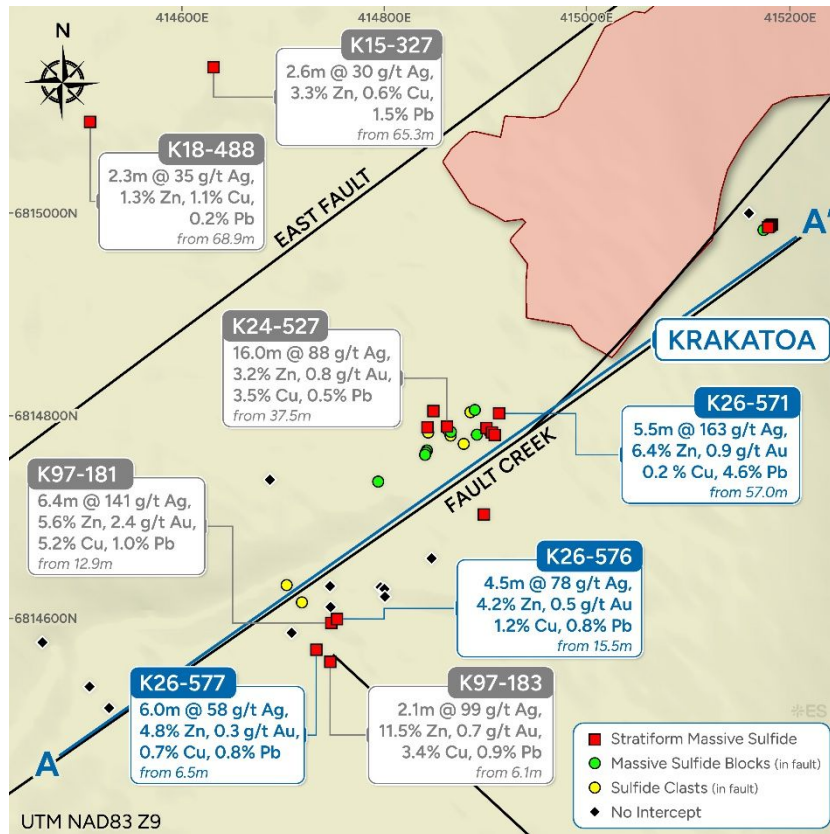 414600E
414800E
415000E
415200E
N
K15-327
2.6m @ 30 g/t Ag,
3.3% Zn, 0.6% Cu,
1.5% Pb
from 65.3m
K18-488
2.3m @ 35 g/t Ag,
1.3% Zn, 1.1% Cu,
0.2% Pb
from 68.9m
6815000N
EAST FAULT
A'
KRAKATOA
K24-527
16.0m @ 88 g/t Ag,
3.2% Zn, 0.8 g/t Au,
3.5% Cu, 0.5% Pb
from 37.5m
6814800N
K26-571
5.5m @ 163 g/t Ag,
6.4% Zn, 0.9 g/t Au
0.2 % Cu, 4.6% Pb
from 57.0m
FAULT CREEK
K97-181
6.4m @ 141 g/t Ag,
5.6% Zn, 2.4 g/t Au,
5.2% Cu, 1.0% Pb
from 12.9m
K26-576
4.5m @ 78 g/t Ag,
4.2% Zn, 0.5 g/t Au
1.2% Cu, 0.8% Pb
from 15.5m
6814600N
K26-577
6.0m @ 58 g/t Ag,
4.8% Zn, 0.3 g/t Au,
0.7% Cu, 0.8% Pb
from 6.5m
K97-183
2.1m @ 99 g/t Ag,
11.5% Zn, 0.7 g/t Au,
3.4% Cu, 0.9% Pb
from 6.1m
A
ES
Stratiform Massive Sulfide
Massive Sulfide Blocks (in fault)
Sulfide Clasts (in fault)
No Intercept
UTM NAD83 Z9